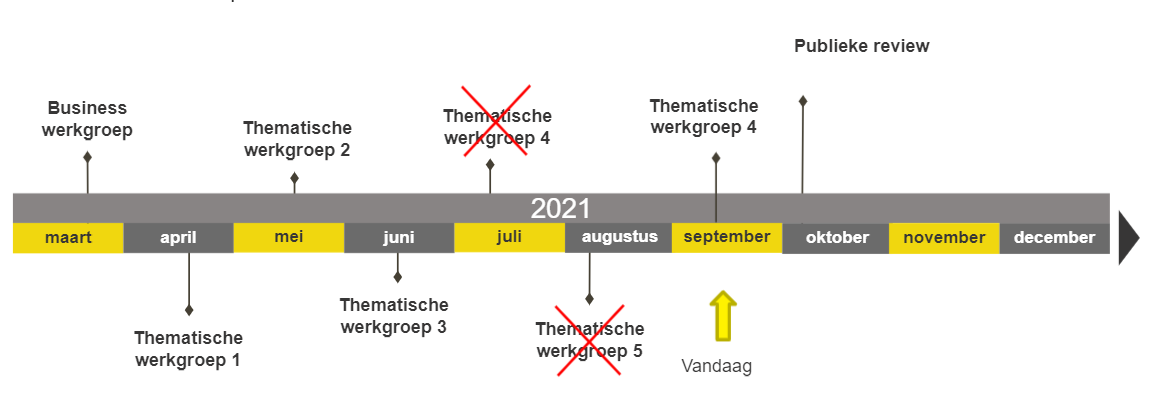 Publieke review
Business
werkgroep
Thematische
werkgroep 2
Thematische
werkgroep 4
Thematische
werkgroep 4
2021
maart april mei juni juli augustus september oktober november december
Thematische
werkgroep 1
Thematische
werkgroep 3
Thematische
werkgroep 5
Vandaag